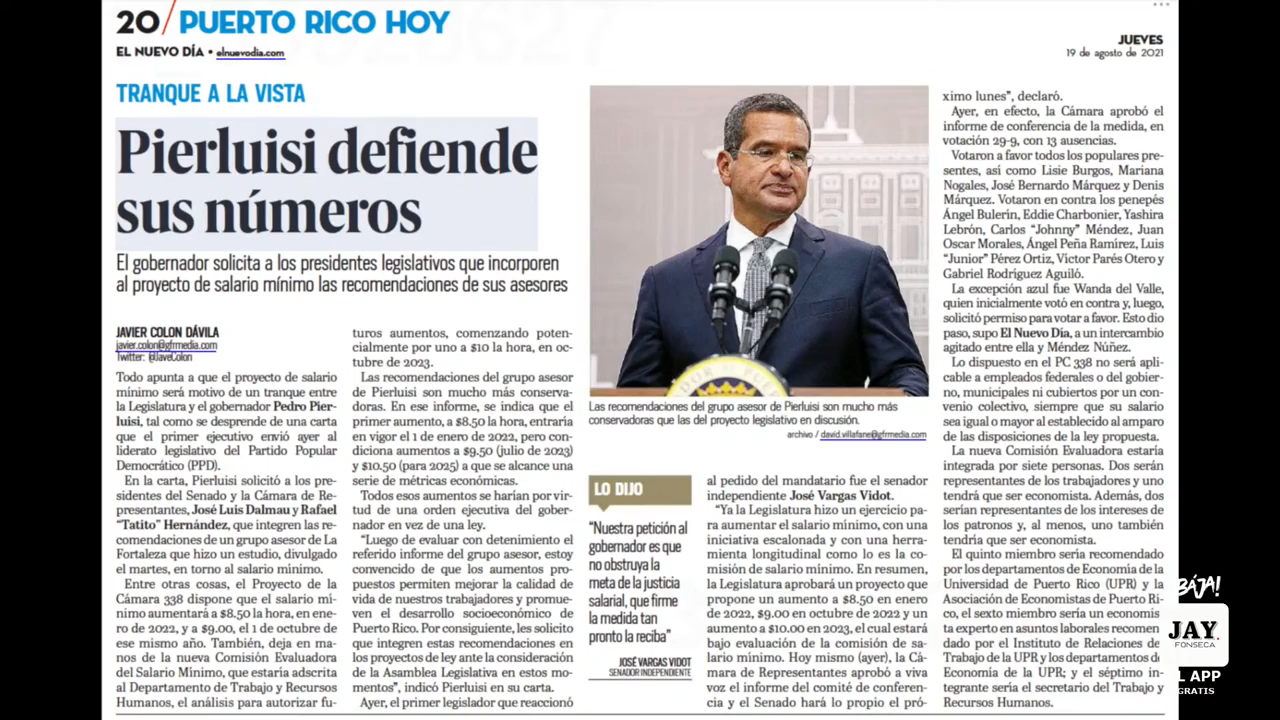 20/PUERTO RICO HOY
EL NUEVO DÍA • elnuevodia.com
JUEVES
19 de agosto de 2021
TRANQUE A LA VISTA
Pierluisi defiende
sus números
El gobernador solicita a los presidentes legislativos que incorporen
al proyecto de salario mínimo las recomendaciones de sus asesores
JAVIER COLON DÁVILA
javier.colon@gfrmedia.com
Twitter: @JaveColon
Todo apunta a que el proyecto de salario
mínimo será motivo de un tranque entre
la Legislatura y el gobernador Pedro Pier-
luisi, tal como se desprende de una carta
que el primer ejecutivo envió ayer al
liderato legislativo del Partido Popular
Democrático (PPD).
En la carta, Pierluisi solicitó a los pre-
sidentes del Senado y la Cámara de Re-
presentantes, José Luis Dalmau y Rafael
“Tatito” Hernández, que integren las re-
comendaciones de un grupo asesor de La
Fortaleza que hizo un estudio, divulgado
el martes, en torno al salario mínimo.
Entre otras cosas, el Proyecto de la
Cámara 338 dispone que el salario mí-
nimo aumentará a $8.50 la hora, en ene-
ro de 2022, y a $9.00, el 1 de octubre de
ese mismo año. También, deja en ma-
nos de la nueva Comisión Evaluadora
del Salario Mínimo, que estaría adscrita
al Departamento de Trabajo y Recursos
Humanos, el análisis para autorizar fu-
turos aumentos, comenzando poten-
cialmente por uno a $10 la hora, en oc-
tubre de 2023.
Las recomendaciones del grupo asesor
de Pierluisi son mucho más conserva-
doras. En ese informe, se indica que el
primer aumento, a $8.50 la hora, entraría
en vigor el 1 de enero de 2022, pero con-
diciona aumentos a $9.50 (julio de 2023)
y $10.50 (para 2025) a que se alcance una
serie de métricas económicas.
Todos esos aumentos se harían por vir-
tud de una orden ejecutiva del gober-
nador en vez de una ley.
“Luego de evaluar con detenimiento el
referido informe del grupo asesor, estoy
convencido de que los aumentos pro-
puestos permiten mejorar la calidad de
vida de nuestros trabajadores y promue-
ven el desarrollo socioeconómico de
Puerto Rico. Por consiguiente, les solicito
que integren estas recomendaciones en
los proyectos de ley ante la consideración
de la Asamblea Legislativa en estos mo-
mentos”, indicó Pierluisi en su carta.
Ayer, el primer legislador que reaccionó
Las recomendaciones del grupo asesor de Pierluisi son mucho más
conservadoras que las del proyecto legislativo en discusión.
archivo / david.villafane@gfrmedia.com
LO DIJO
“Nuestra petición al
gobernador es que
no obstruya la
meta de la justicia
salarial, que firme
la medida tan
pronto la reciba”
JOSÉ VARGAS VIDOT
SENADOR INDEPENDIENTE
al pedido del mandatario fue el senador
independiente José Vargas Vidot.
“Ya la Legislatura hizo un ejercicio pa-
ra aumentar el salario mínimo, con una
iniciativa escalonada y con una herra-
mienta longitudinal como lo es la co-
misión de salario mínimo. En resumen,
la Legislatura aprobará un proyecto que
propone un aumento a $8.50 en enero
de 2022, $9.00 en octubre de 2022 y un
aumento a $10.00 en 2023, el cual estará
bajo evaluación de la comisión de sa-
lario mínimo. Hoy mismo (ayer), la Cá-
mara de Representantes aprobó a viva
voz el informe del comité de conferen-
cia y el Senado hará lo propio el pró-
ximo lunes”, declaró.
Ayer, en efecto, la Cámara aprobó el
informe de conferencia de la medida, en
votación 29-9, con 13 ausencias.
Votaron a favor todos los populares pre-
sentes, así como Lisie Burgos, Mariana
Nogales, José Bernardo Márquez y Denis
Márquez. Votaron en contra los penepés
Ángel Bulerín, Eddie Charbonier, Yashira
Lebrón, Carlos “Johnny” Méndez, Juan
Oscar Morales, Ángel Peña Ramírez, Luis
“Junior” Pérez Ortiz, Víctor Parés Otero y
Gabriel Rodríguez Aguiló.
La excepción azul fue Wanda del Valle,
quien inicialmente votó en contra y, luego,
solicitó permiso para votar a favor. Esto dio
paso, supo El Nuevo Día, a un intercambio
agitado entre ella y Méndez Núñez.
Lo dispuesto en el PC 338 no será apli-
cable a empleados federales o del gobier-
no, municipales ni cubiertos por un con-
venio colectivo, siempre que su salario
sea igual o mayor al establecido al amparo
de las disposiciones de la ley propuesta.
La nueva Comisión Evaluadora estaría
integrada por siete personas. Dos serían
representantes de los trabajadores y uno
tendrá que ser economista. Además, dos
serían representantes de los intereses de
los patronos y, al menos, uno también
tendría que ser economista.
El quinto miembro sería recomendado
por los departamentos de Economía de la
Universidad de Puerto Rico (UPR) y la
Asociación de Economistas de Puerto Ri-
co, el sexto miembro sería un economis
ta experto en asuntos laborales recomen
dado por el Instituto de Relaciones de
Trabajo de la UPR y los departamentos de
Economía de la UPR; y el séptimo in-
tegrante sería el secretario del Trabajo y
Recursos Humanos.
BÁJA!
JAY
FONSECA
L APP
GRATIS